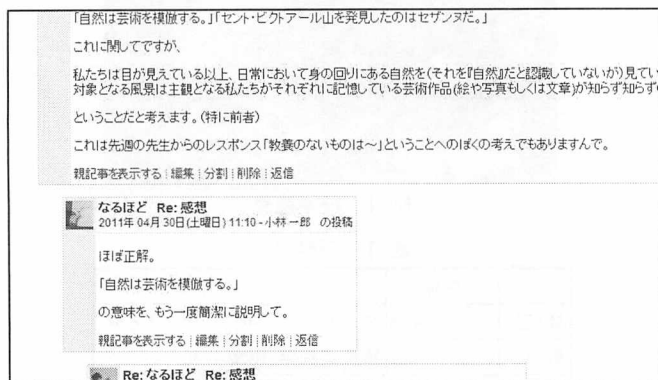 「自然は芸術を模倣する。」「セント・ビクトアール山を発見したのはセザンヌだ。」
これに関してですが、
私たちは目が見えている以上、日常において身の回りにある自然を(それを『自然』だと認識していないが)見てい
対象となる風景は主観となる私たちがそれぞれに記憶している芸術作品(絵や写真もしくは文章)が知らず知らずの
ということだと考えます。(特に前者)
これは先週の先生からのレスポンス「教養のないものは～」ということへのぼくの考えでもありますんで。
親記事を表示する | 編集 | 分割 | 削除 | 返信
なるほど Re: 感想
2011年 04月 30日(土曜日) 11:10 - 小林 一郎 の投稿
ほぼ正解。
「自然は芸術を模倣する。」
の意味を、もう一度簡潔に説明して。
親記事を表示する | 編集 | 分割 | 削除 | 返信
Re: なるほど Re: 感想